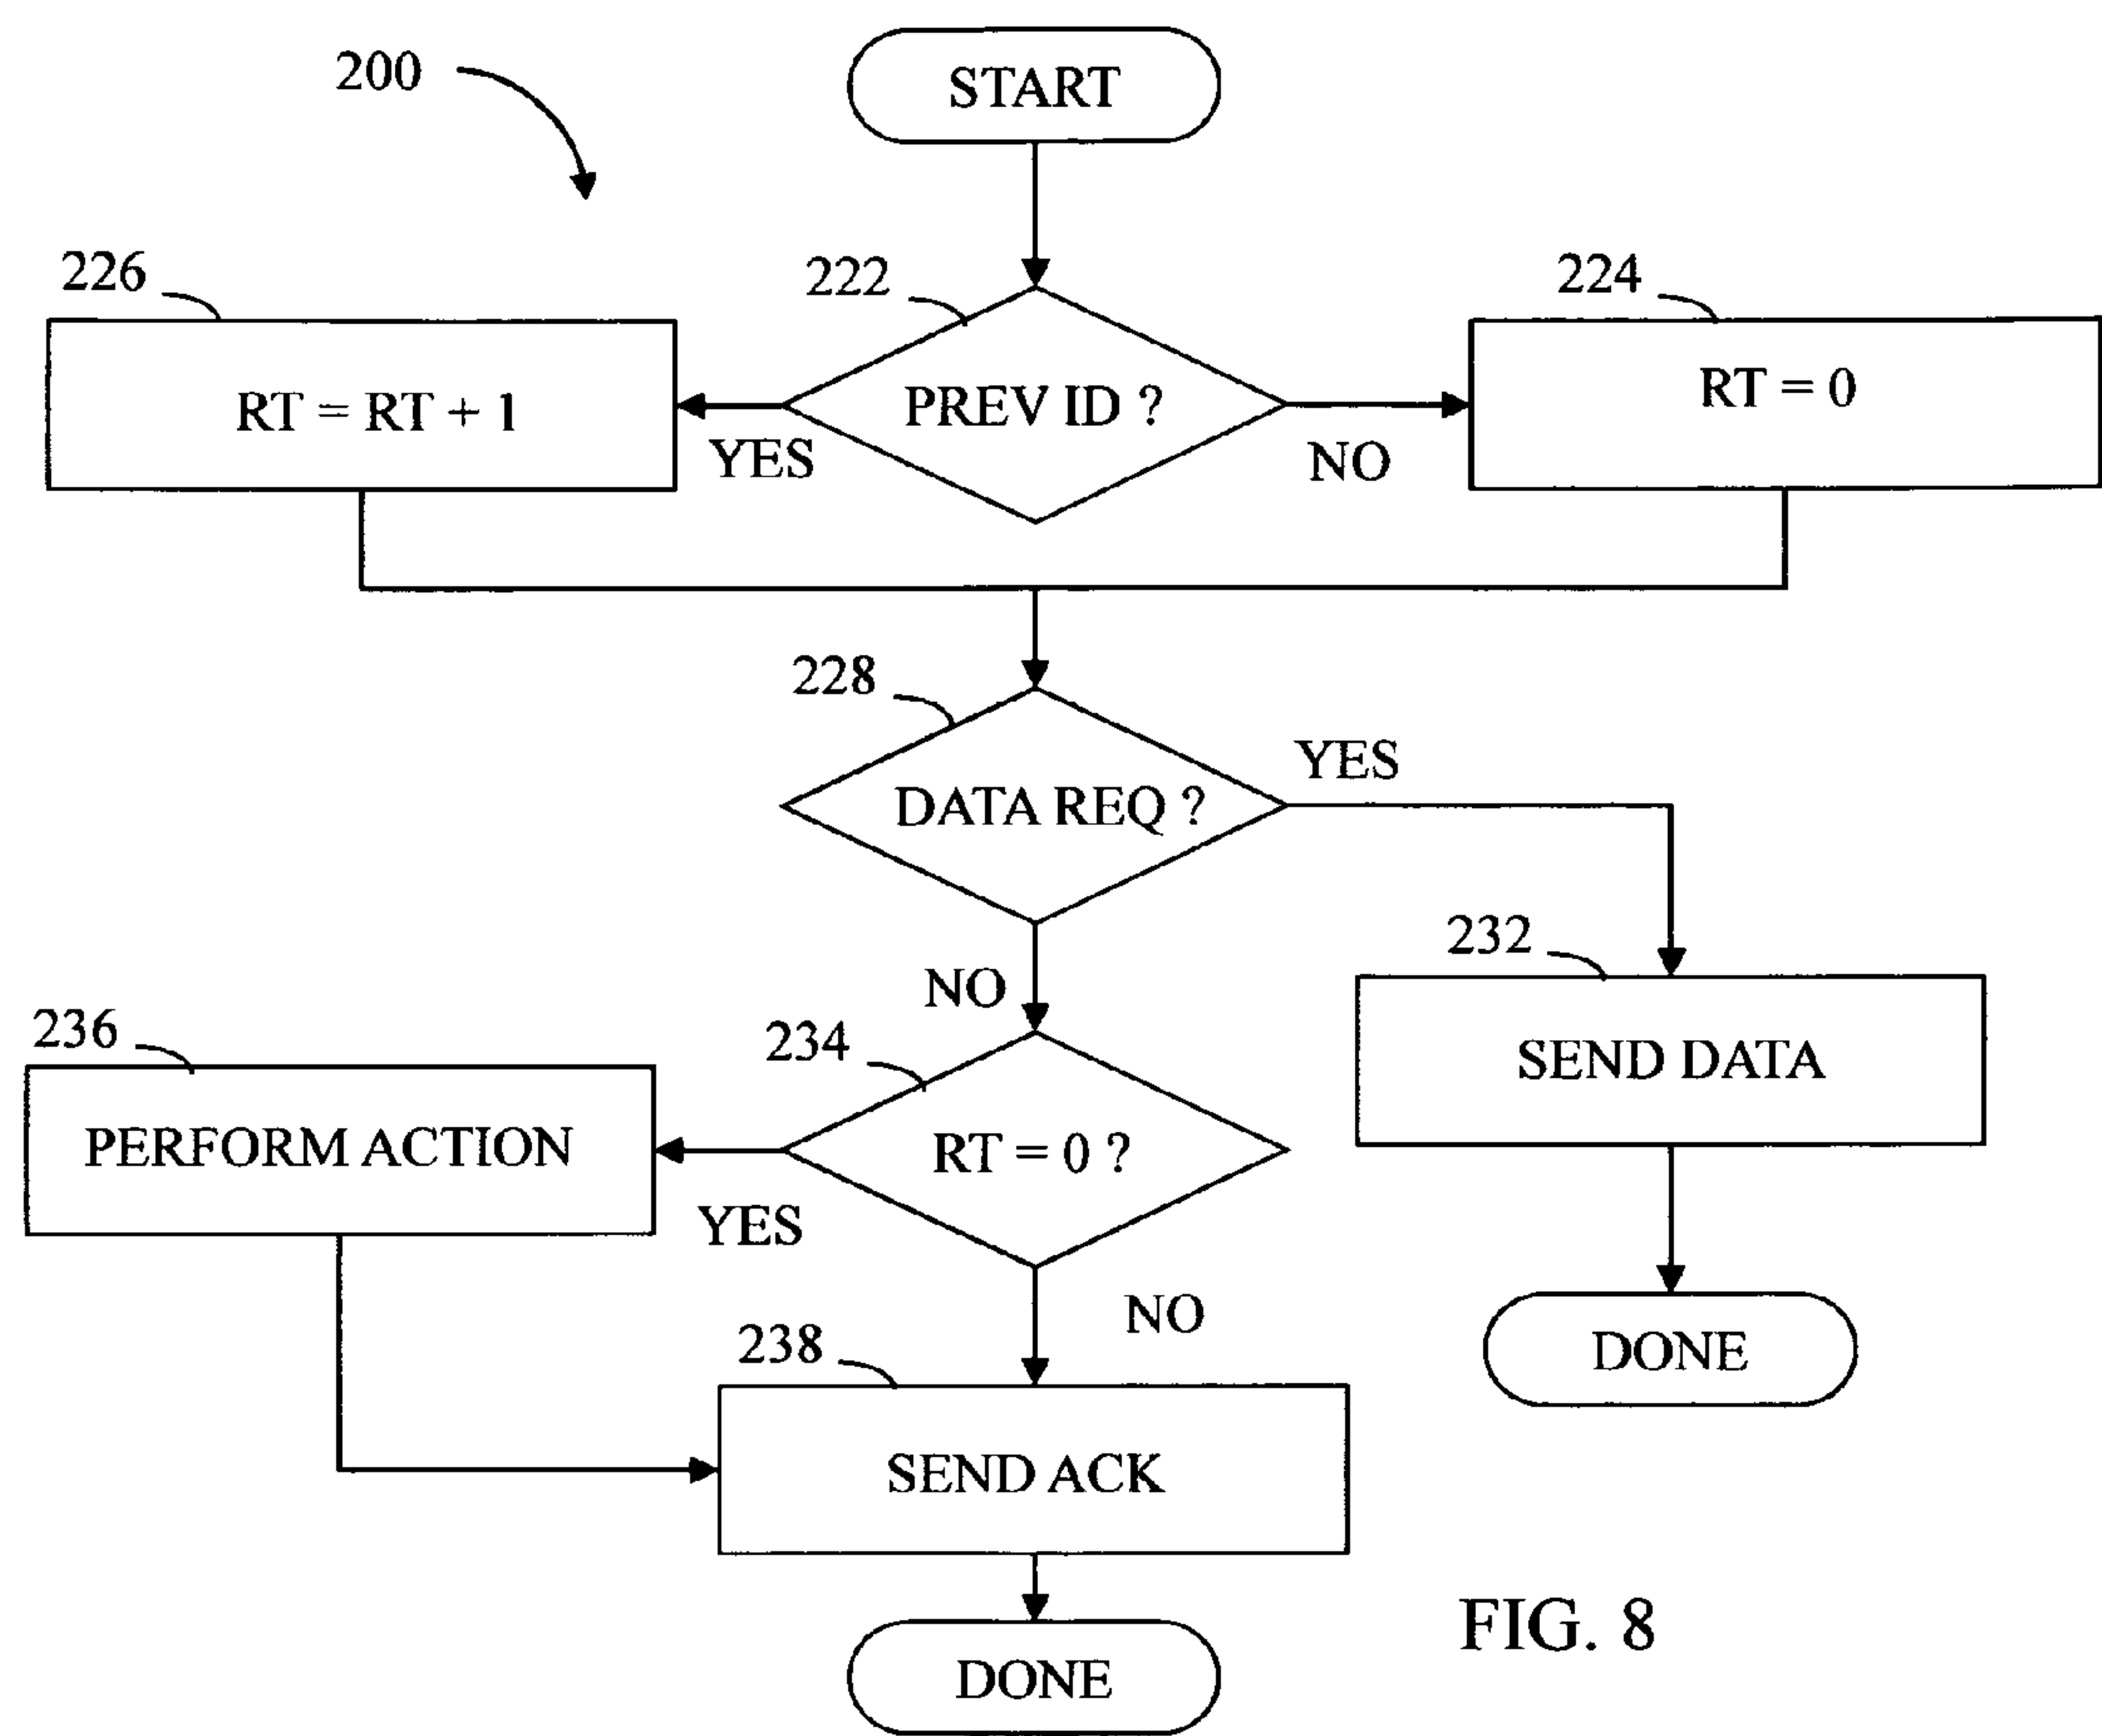 200
START
226
222
224
RT = RT + 1
PREV ID ?
RT = 0
YES
NO
228
DATA REQ ?
YES
NO
232
SEND DATA
236
234
PERFORM ACTION
RT = 0 ?
YES
NO
238
DONE
SEND ACK
DONE
FIG. 8